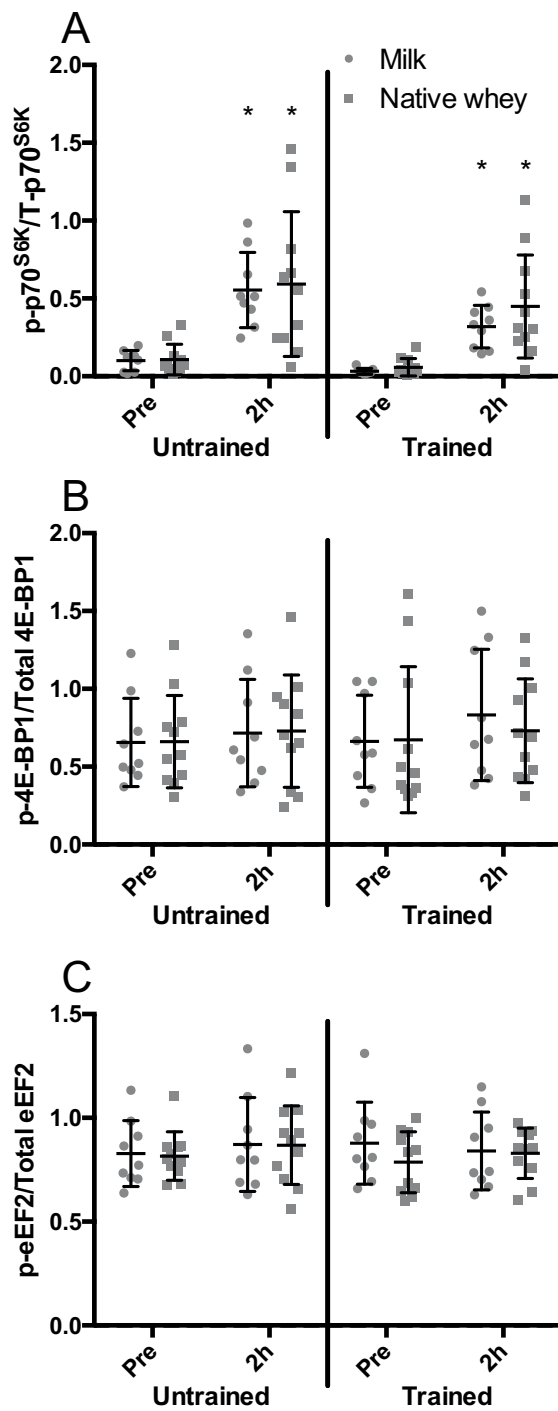 A
Milk
Native whey
p-p70S6K/T-p70S6K
2.0
1.5
1.0
0.5
0.0
* *
* *
Pre 2h Pre 2h
Untrained Trained
B
p-4E-BP1/Total 4E-BP1
2.0
1.5
1.0
0.5
0.0
Pre 2h Pre 2h
Untrained Trained
C
p-eEF2/Total eEF2
1.5
1.0
0.5
0.0
Pre 2h Pre 2h
Untrained Trained